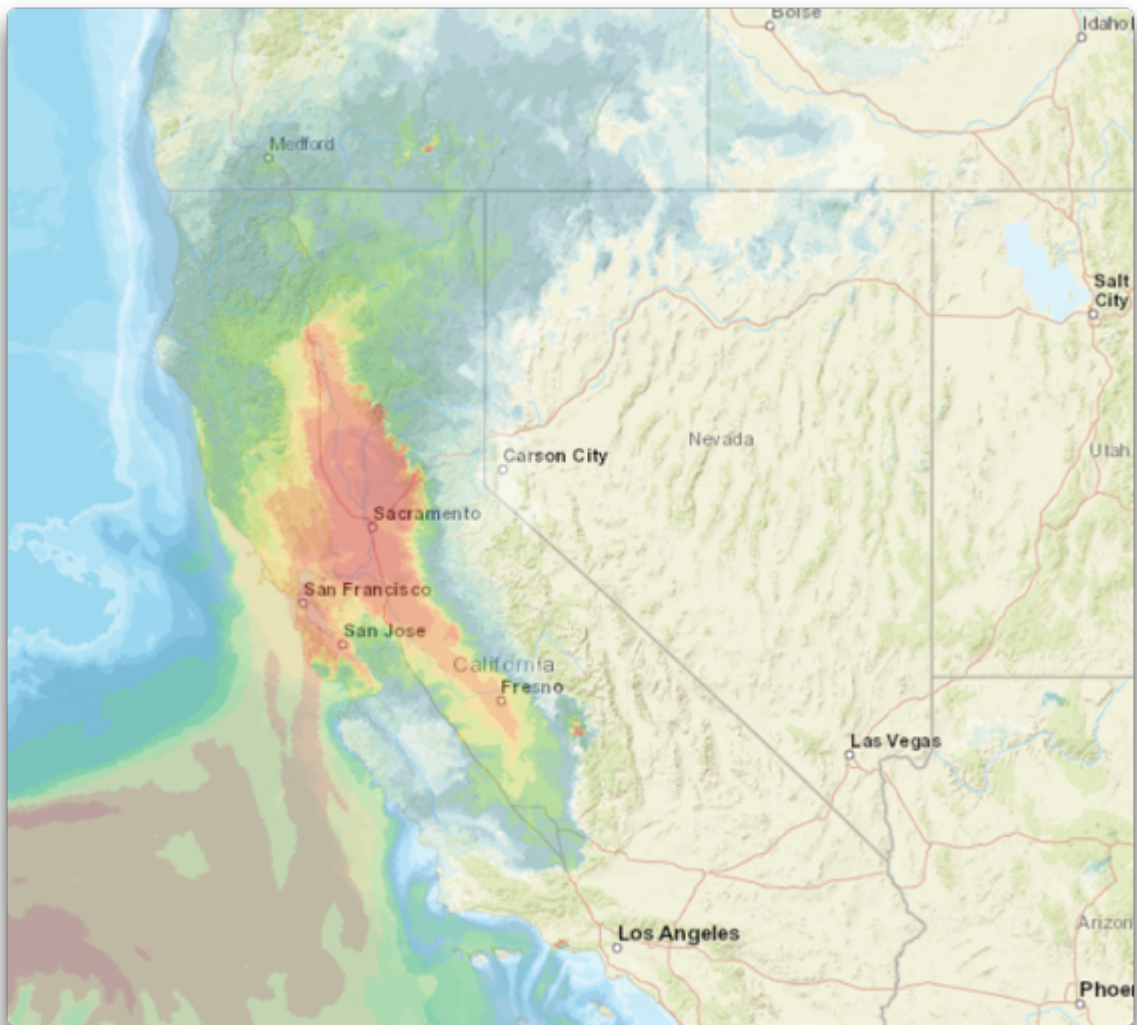 Boise
Idaho
Medford
Salt
City
Nevada
Carson City
Utah
Sacramento
San Francisco
San Jose
California
Fresno
Las Vegas
Los Angeles
Arizon
Phoe